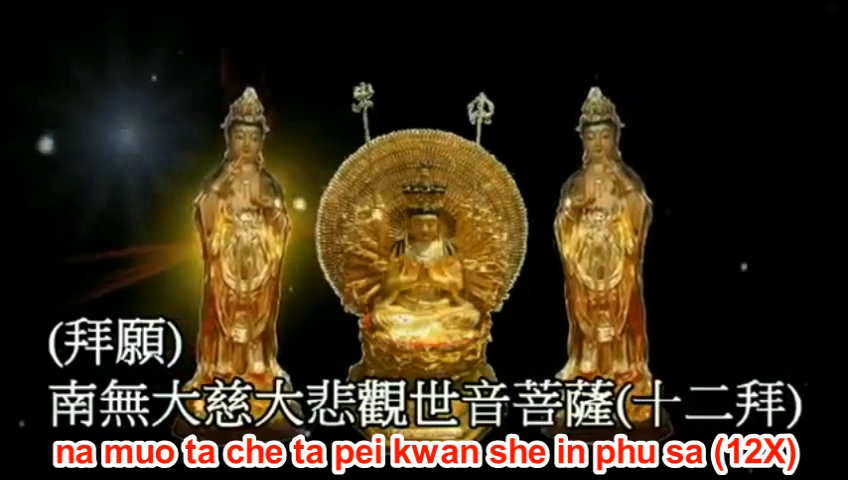 (拜願)
南無大慈大悲觀世音菩薩(十二拜)
na muo ta che ta pei kwan she in phu sa (12X)